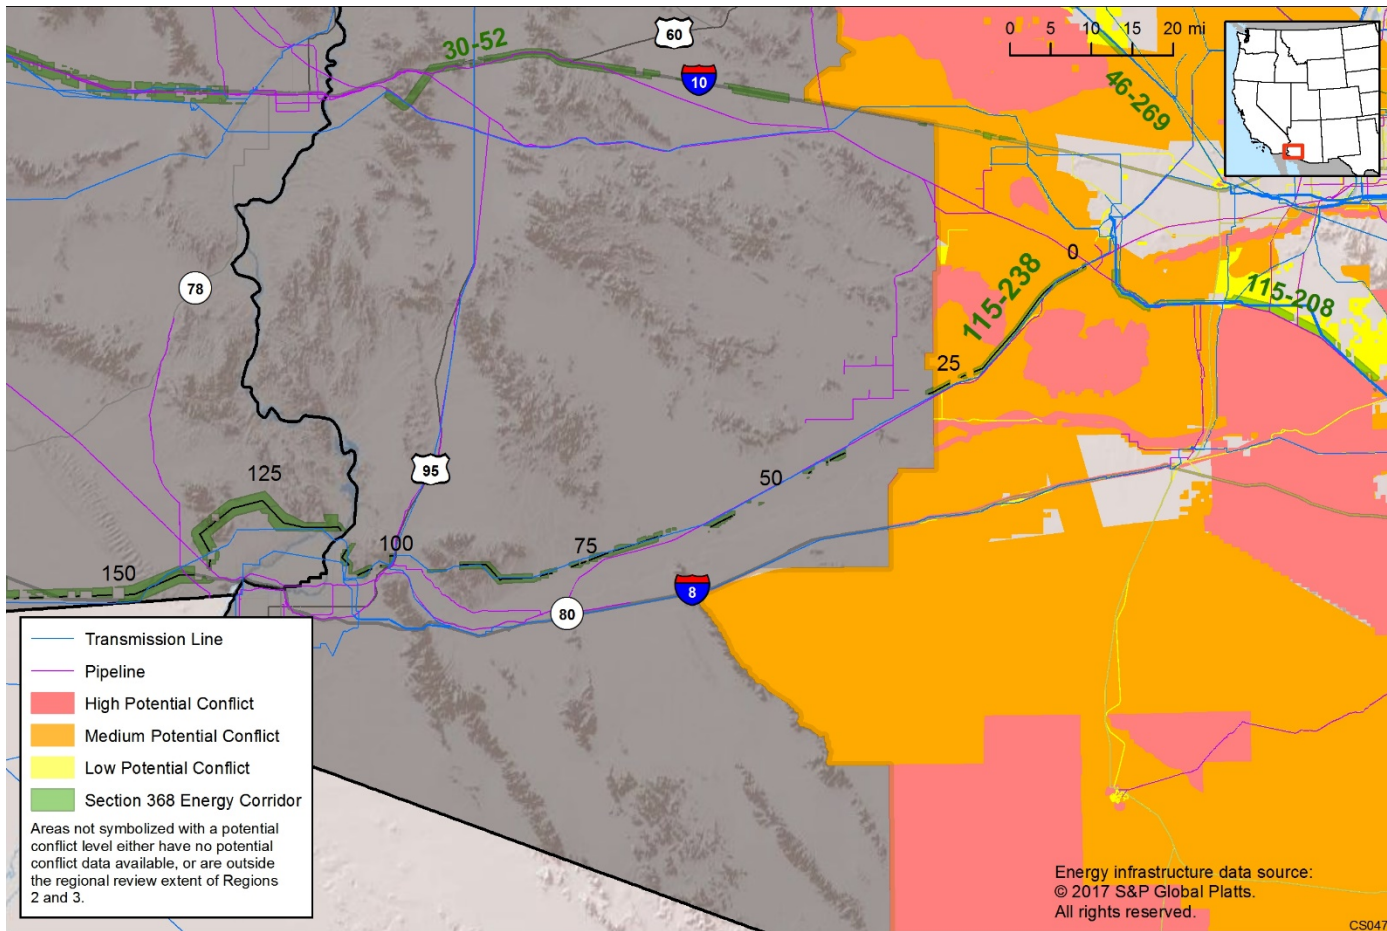 60
0 5 10 15 20 mi
30-52
10
46-269
78
0
115-238
115-208
25
95
50
125
100
75
150
8
80
Transmission Line
Pipeline
High Potential Conflict
Medium Potential Conflict
Low Potential Conflict
Section 368 Energy Corridor
Areas not symbolized with a potential
conflict level either have no potential
conflict data available, or are outside
the regional review extent of Regions
2 and 3.
Energy infrastructure data source:
© 2017 S&P Global Platts.
All rights reserved.
CS047